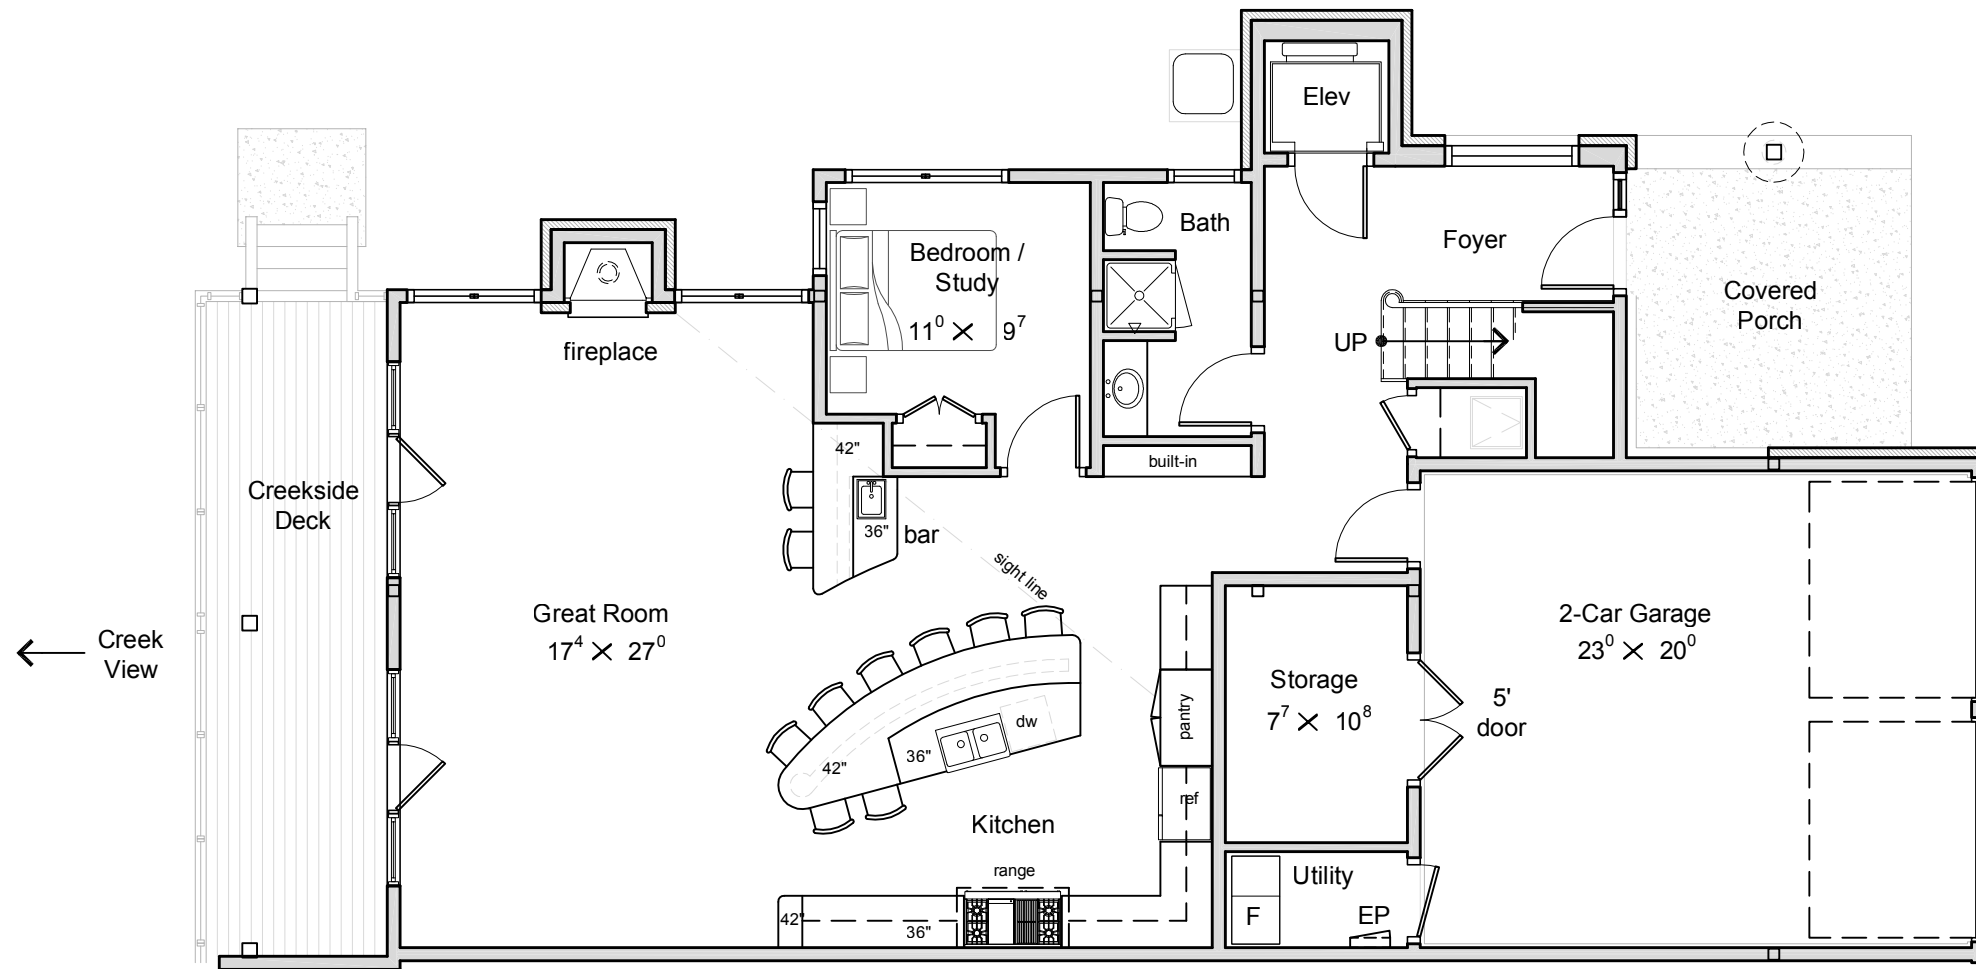 Elev
Bath
Foyer
Bedroom /
Study
11⁰ × 9⁷
Covered
Porch
fireplace
UP
42"
built-in
Creekside
Deck
36"
bar
sight line
Great Room
17⁴ × 27⁰
Creek
View
2-Car Garage
23⁰ × 20⁰
Storage
7⁷ × 10⁸
5'
door
pantry
dw
36"
42"
ref
Kitchen
range
Utility
F
EP
42"
36"